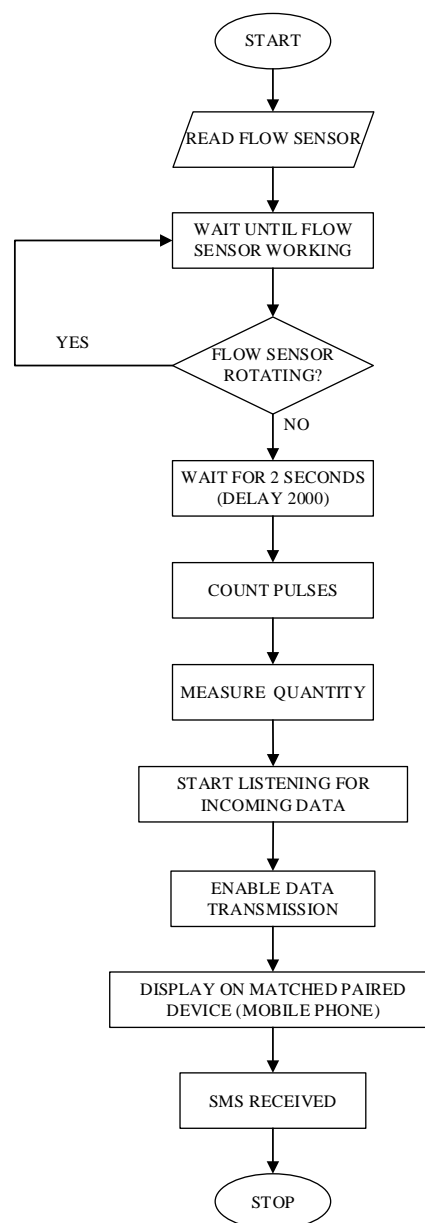 START
READ FLOW SENSOR
WAIT UNTIL FLOW
SENSOR WORKING
YES
FLOW SENSOR
ROTATING?
NO
WAIT FOR 2 SECONDS
(DELAY 2000)
COUNT PULSES
MEASURE QUANTITY
START LISTENING FOR
INCOMING DATA
ENABLE DATA
TRANSMISSION
DISPLAY ON MATCHED PAIRED
DEVICE (MOBILE PHONE)
SMS RECEIVED
STOP